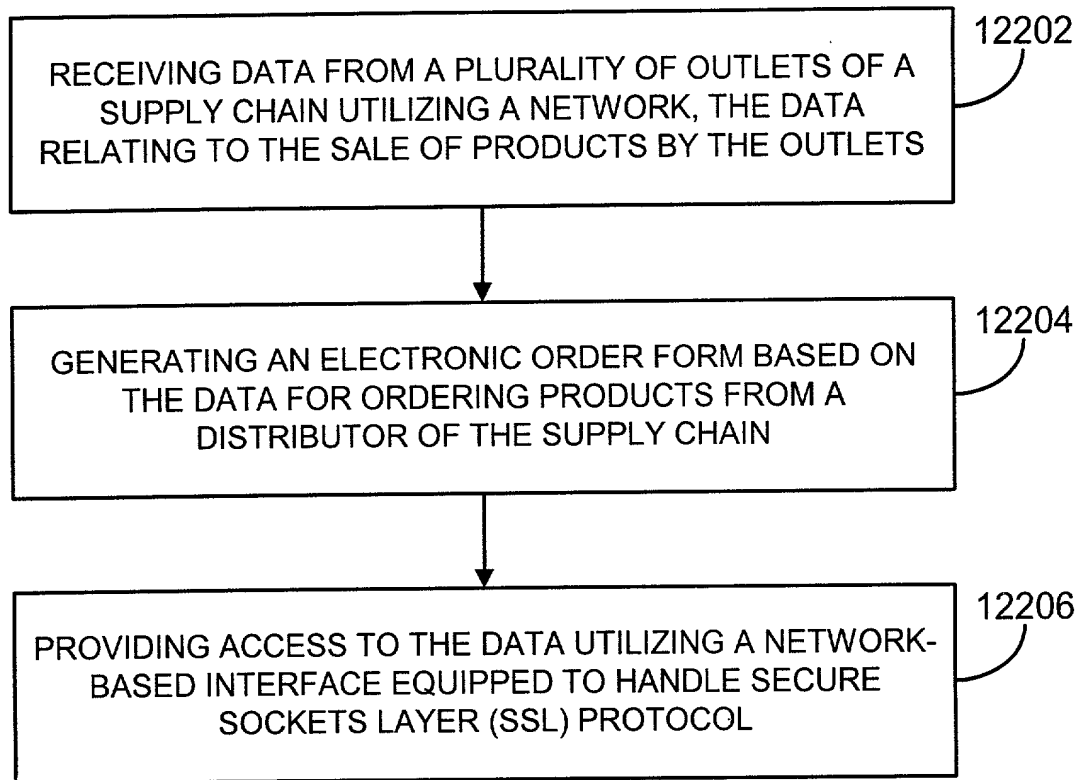 12202
RECEIVING DATA FROM A PLURALITY OF OUTLETS OF A
SUPPLY CHAIN UTILIZING A NETWORK, THE DATA
RELATING TO THE SALE OF PRODUCTS BY THE OUTLETS
12204
GENERATING AN ELECTRONIC ORDER FORM BASED ON
THE DATA FOR ORDERING PRODUCTS FROM A
DISTRIBUTOR OF THE SUPPLY CHAIN
12206
PROVIDING ACCESS TO THE DATA UTILIZING A NETWORK-
BASED INTERFACE EQUIPPED TO HANDLE SECURE
SOCKETS LAYER (SSL) PROTOCOL